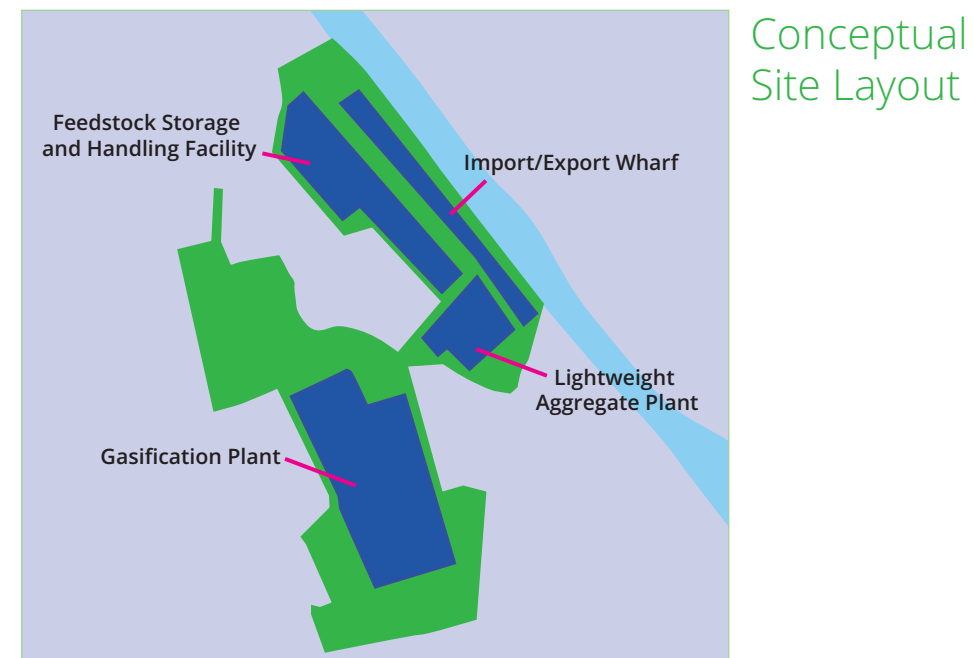 Conceptual
Site Layout
Feedstock Storage
and Handling Facility
Import/Export Wharf
Lightweight
Aggregate Plant
Gasification Plant